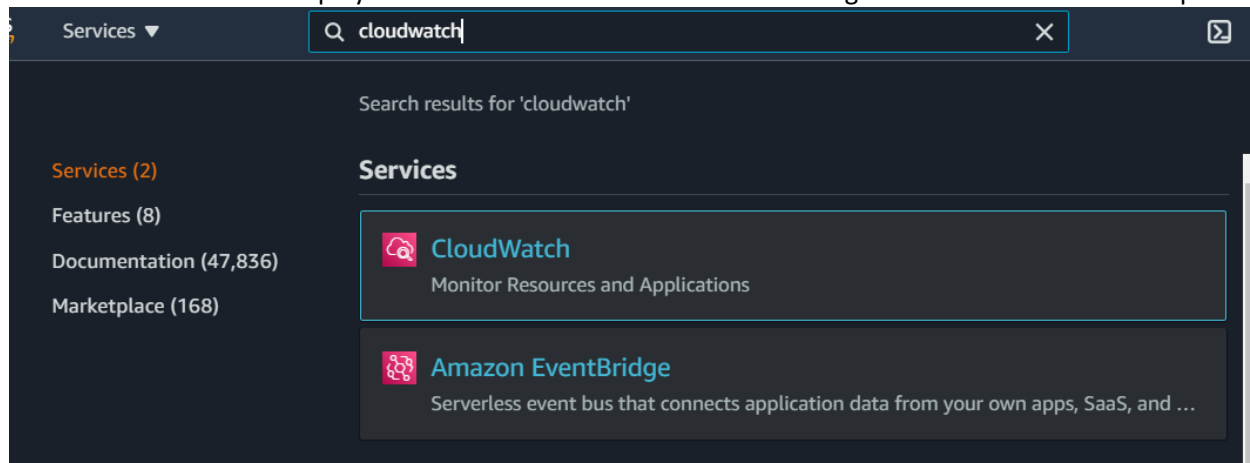 Services ▼
cloudwatch
Search results for 'cloudwatch'
Services (2)
Features (8)
Documentation (47,836)
Marketplace (168)
Services
CloudWatch
Monitor Resources and Applications
Amazon EventBridge
Serverless event bus that connects application data from your own apps, SaaS, and ...